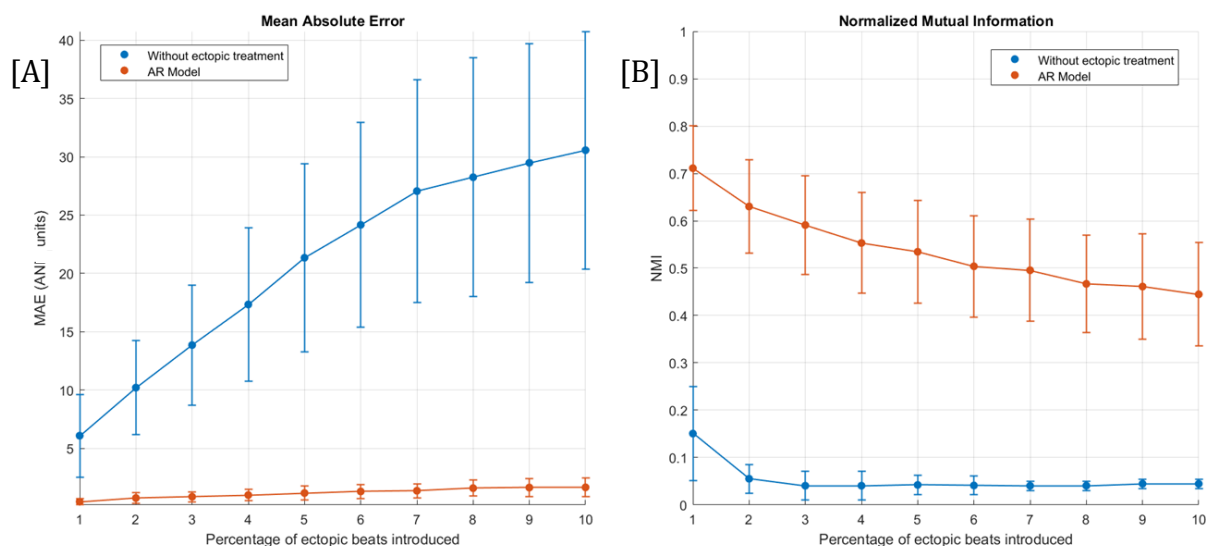 [A]
Mean Absolute Error
Without ectopic treatment
AR Model
MAE (AN units)
40
35
30
25
20
15
10
5
1 2 3 4 5 6 7 8 9 10
Percentage of ectopic beats introduced
[B]
Normalized Mutual Information
Without ectopic treatment
AR Model
NMI
1
0.9
0.8
0.7
0.6
0.5
0.4
0.3
0.2
0.1
0
1 2 3 4 5 6 7 8 9 10
Percentage of ectopic beats introduced